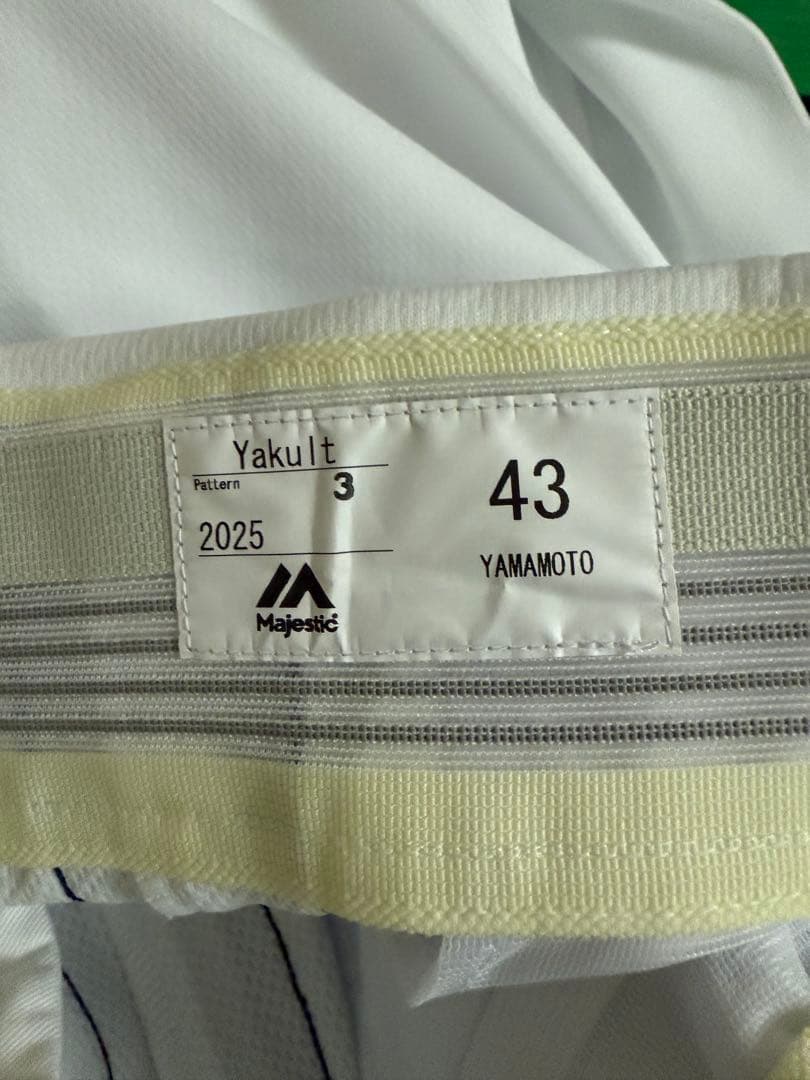 Yakult
Pattern 3
2025
Majestic
43
YAMAMOTO